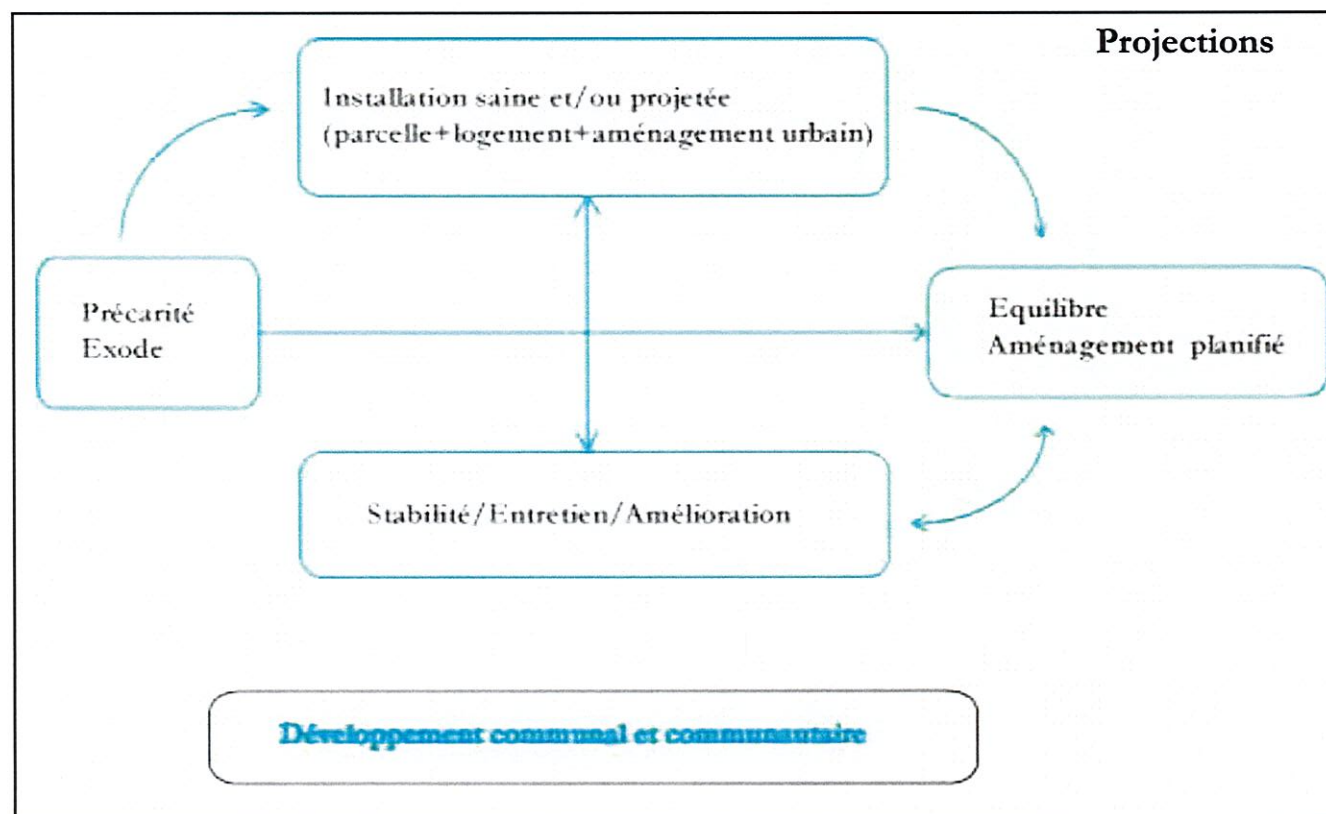 Projections
Installation saine et/ou projetée
(parcelle+logement+aménagement urbain)
Précarité
Exode
Equilibre
Aménagement planifié
Stabilité/Entretien/Amélioration
Développement communal et communautaire